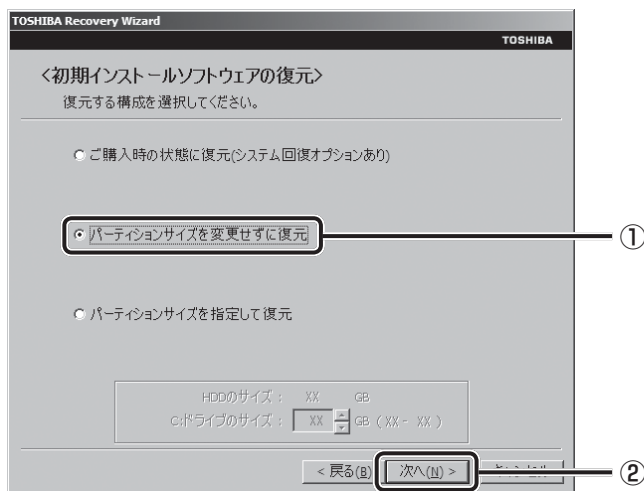 TOSHIBA Recovery Wizard
TOSHIBA
<初期インストールソフトウェアの復元>
復元する構成を選択してください。
ご購入時の状態に復元(システム回復オプションあり)
パーティションサイズを変更せずに復元
①
パーティションサイズを指定して復元
HDDのサイズ： XX GB
C:ドライブのサイズ： XX GB ( XX - XX )
< 戻る(B) 次へ(N) >
②